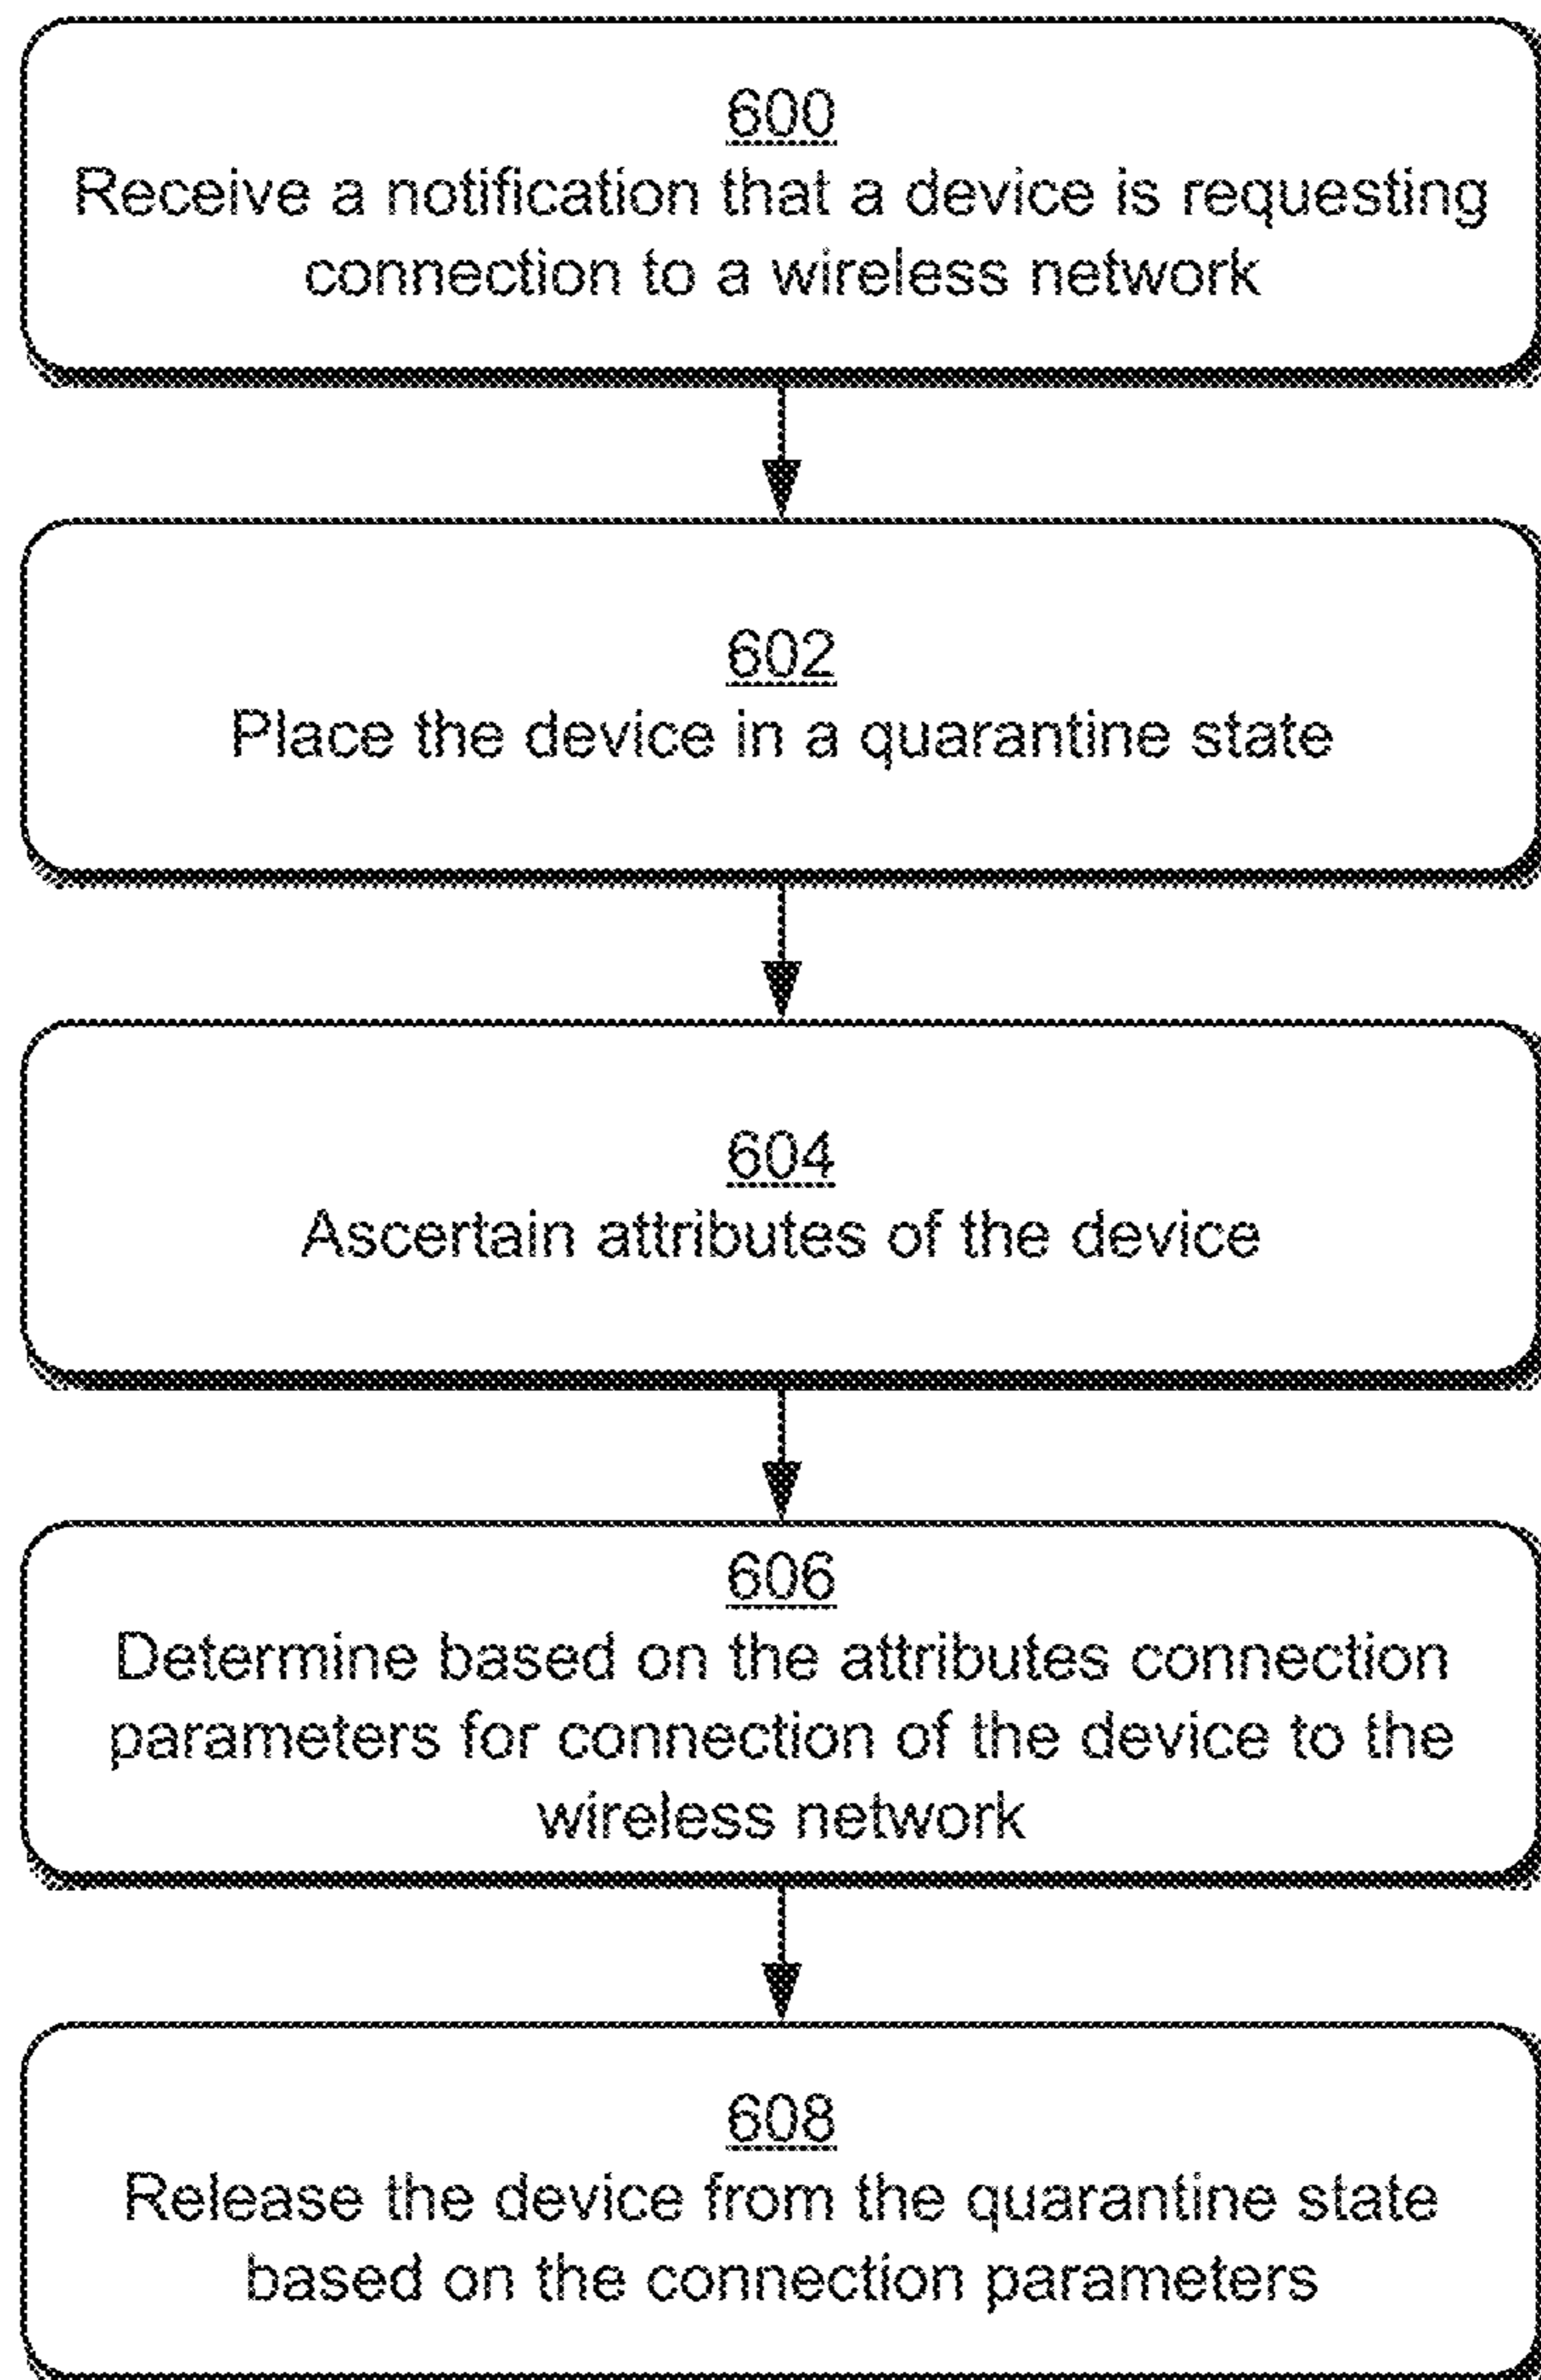 600
Receive a notification that a device is requesting
connection to a wireless network
602
Place the device in a quarantine state
604
Ascertain attributes of the device
606
Determine based on the attributes connection
parameters for connection of the device to the
wireless network
608
Release the device from the quarantine state
based on the connection parameters